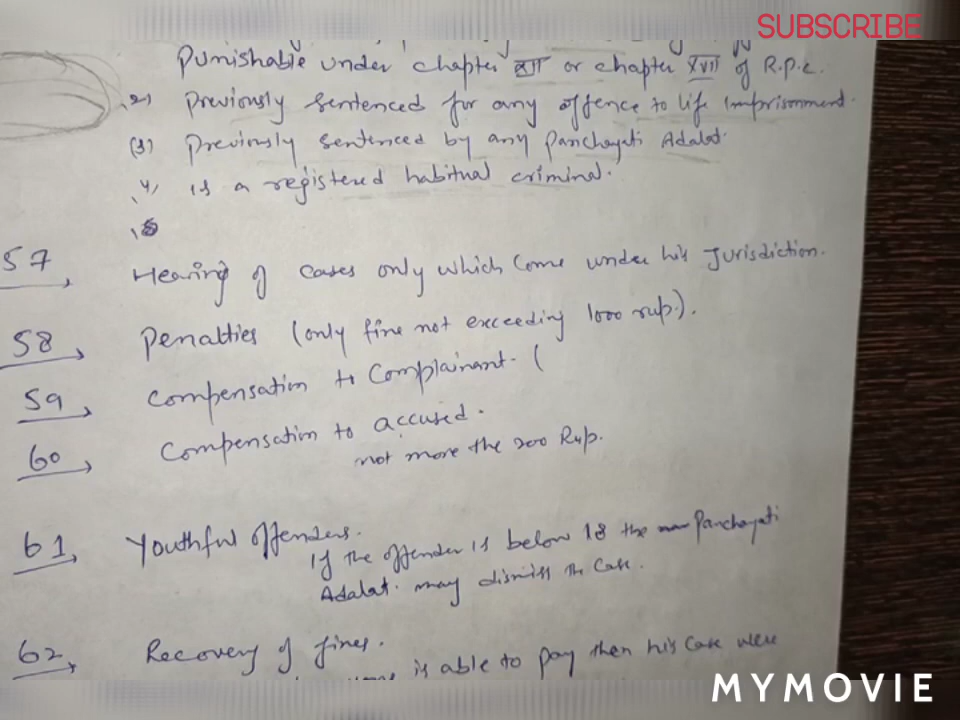 SUBSCRIBE
Punishable under chapter or chapter XVII of R.P.C.
(2) Previously sentenced for any offence to life imprisonment.
(3) Previously sentenced by any Panchayati Adalat.
(4) is a registered habitual criminal.
57 Hearing of cases only which come under his Jurisdiction.
58 Penalties (only fine not exceeding 1000 rup.).
59 Compensation to Complainant. (
60 Compensation to accused.
not more the 200 Rup.
61 Youthful offenders.
If the offender is below 18 the Panchayati
Adalat. may dismiss the case.
62 Recovery of fines.
is able to pay then his case were
MYMOVIE